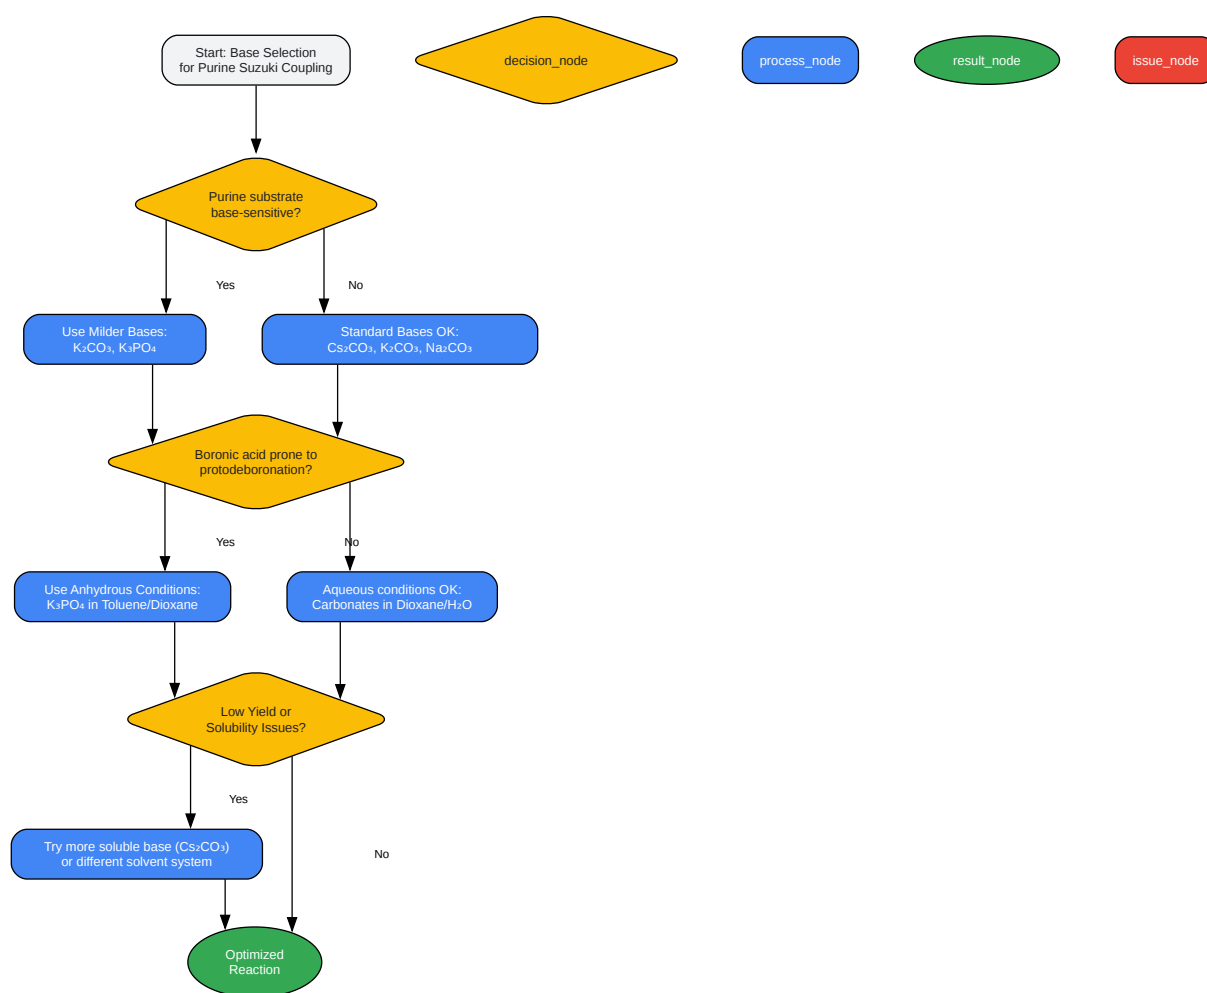 Start: Base Selection
for Purine Suzuki Coupling
decision_node
process_node
result_node
issue_node
Purine substrate
base-sensitive?
Yes
No
Use Milder Bases:
K₂CO₃, K₃PO₄
Standard Bases OK:
Cs₂CO₃, K₂CO₃, Na₂CO₃
Boronic acid prone to
protodeboronation?
Yes
No
Use Anhydrous Conditions:
K₃PO₄ in Toluene/Dioxane
Aqueous conditions OK:
Carbonates in Dioxane/H₂O
Low Yield or
Solubility Issues?
Yes
Try more soluble base (Cs₂CO₃)
or different solvent system
No
Optimized
Reaction